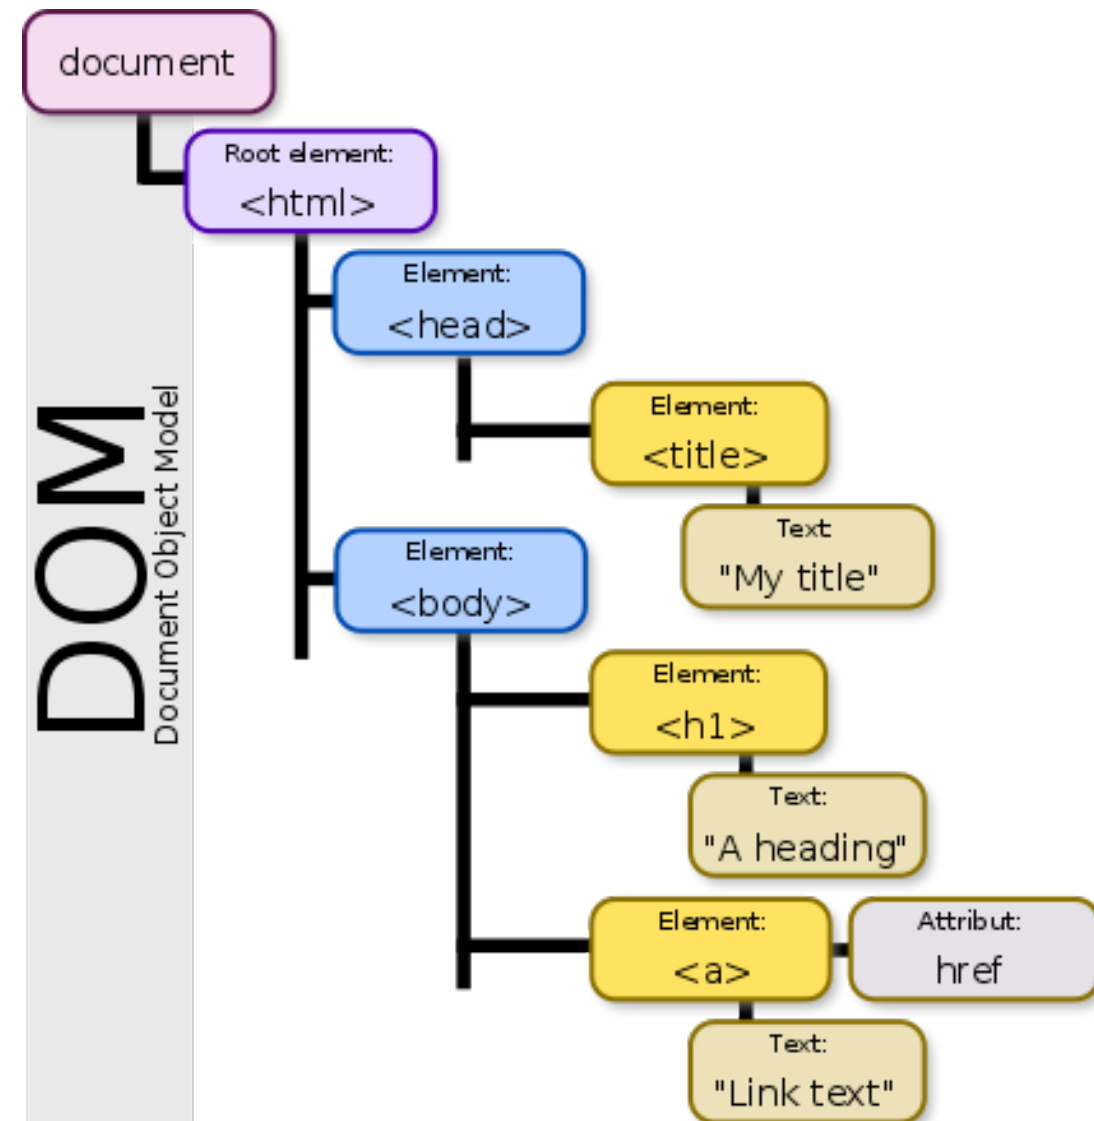 document
Root element:
<html>
Element:
<head>
Element:
<title>
Text
"My title"
Element:
<body>
Element:
<h1>
Text:
"A heading"
Element:
<a>
Attribut:
href
Text:
"Link text"
DOM
Document Object Model